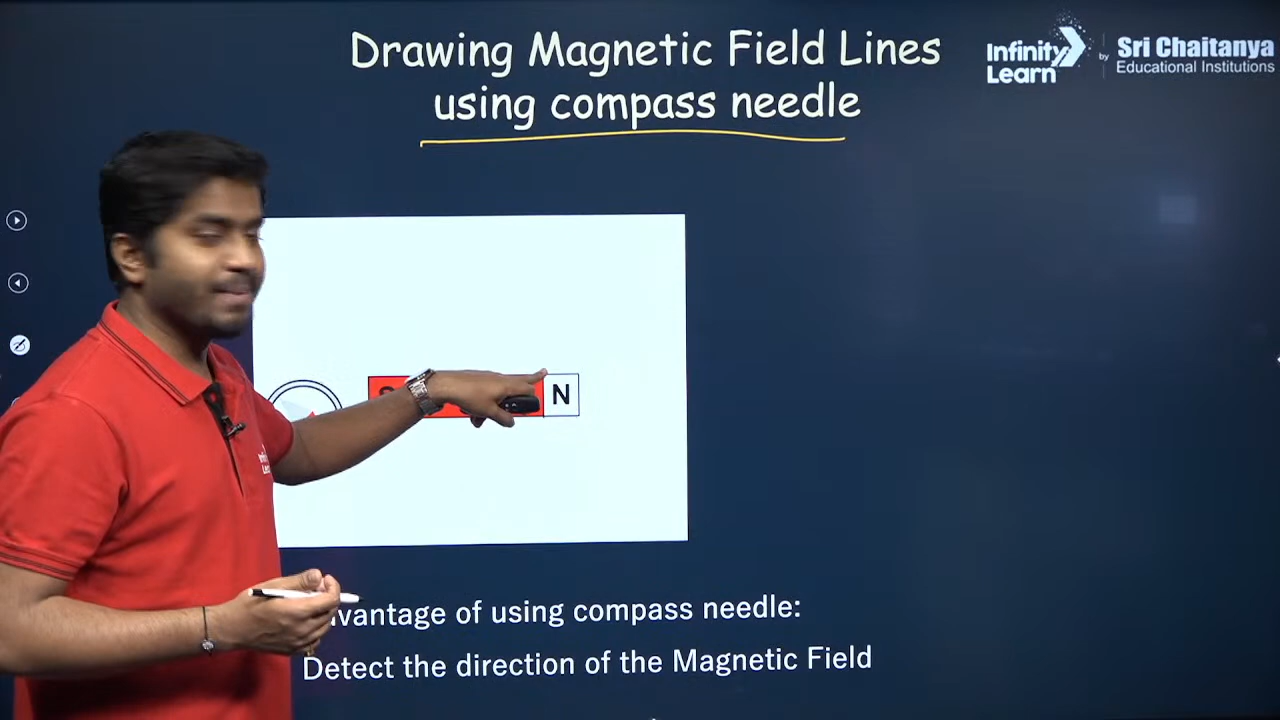 Drawing Magnetic Field Lines
using compass needle
Infinity
Learn
by
Sri Chaitanya
Educational Institutions
N
of using compass needle:
Detect the direction of the Magnetic Field